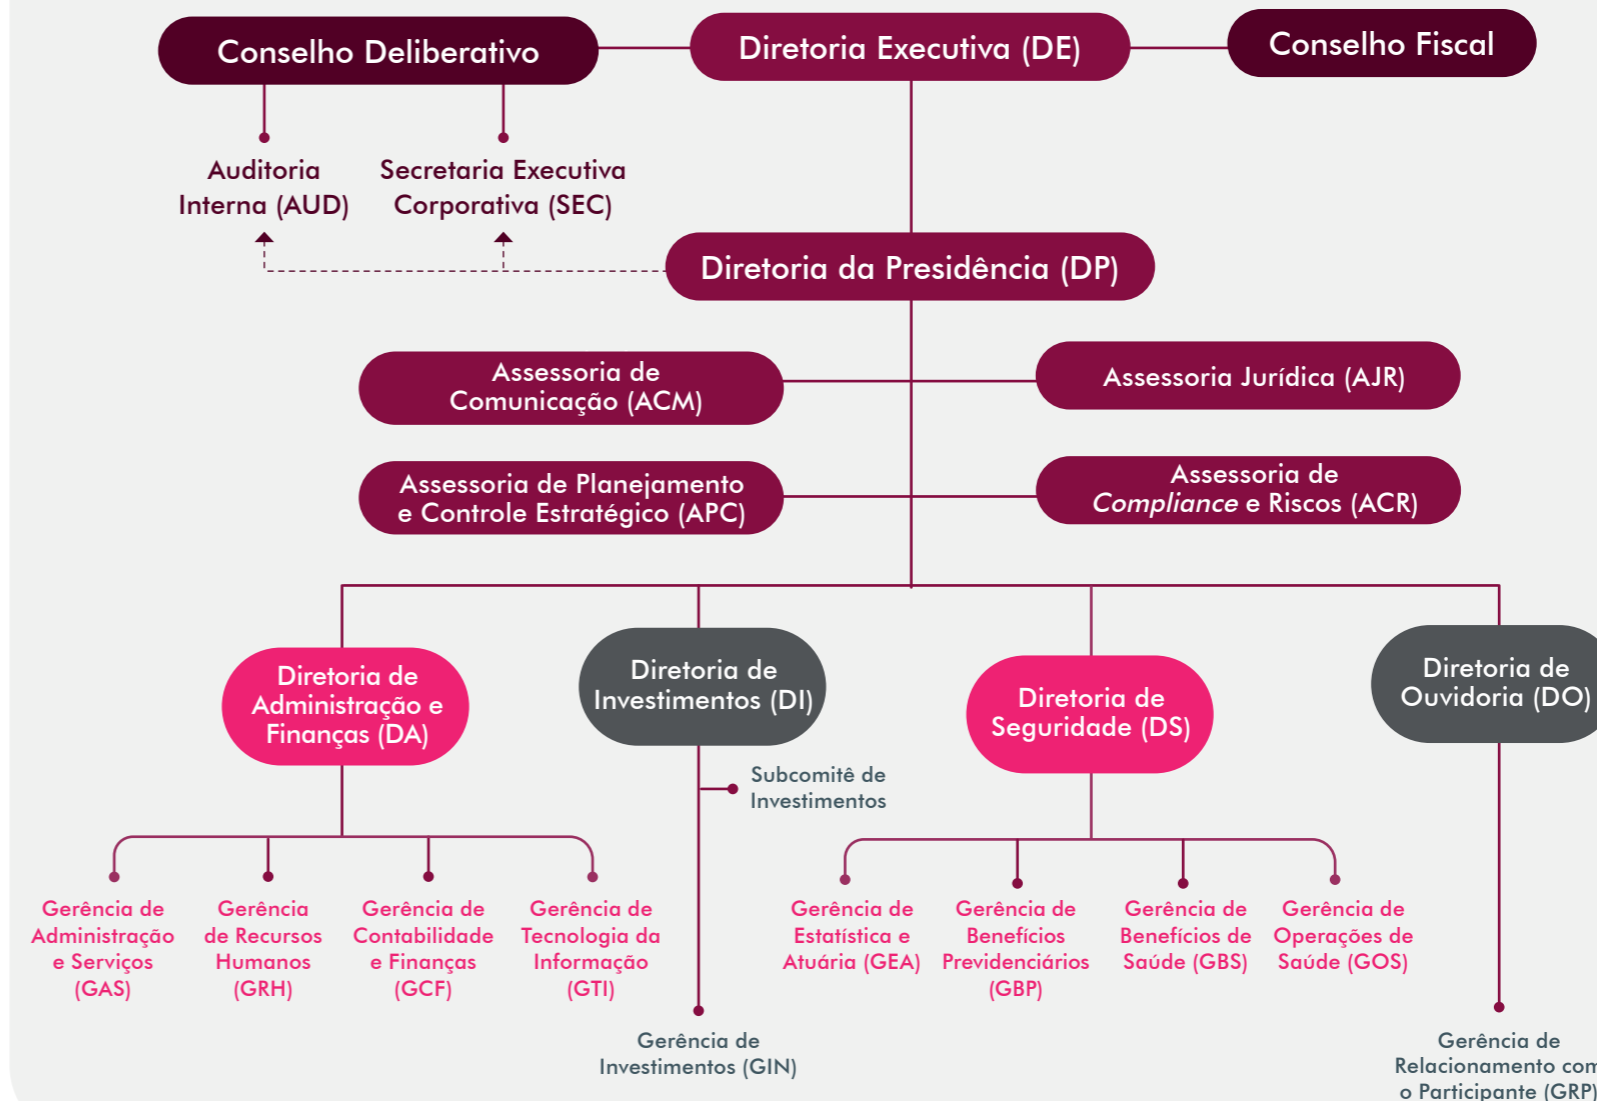 Conselho Deliberativo
Diretoria Executiva (DE)
Conselho Fiscal
Auditoria
Interna (AUD)
Secretaria Executiva
Corporativa (SEC)
Diretoria da Presidência (DP)
Assessoria de
Comunicação (ACM)
Assessoria Jurídica (AJR)
Assessoria de Planejamento
e Controle Estratégico (APC)
Assessoria de
Compliance e Riscos (ACR)
Diretoria de
Administração e
Finanças (DA)
Diretoria de
Investimentos (DI)
Diretoria de
Seguridade (DS)
Diretoria de
Ouvidoria (DO)
Subcomitê de
Investimentos
Gerência de
Administração
e Serviços
(GAS)
Gerência
de Recursos
Humanos
(GRH)
Gerência de
Contabilidade
e Finanças
(GCF)
Gerência de
Tecnologia da
Informação
(GTI)
Gerência de
Estatística e
Atuária (GEA)
Gerência de
Benefícios
Previdenciários
(GBP)
Gerência de
Benefícios de
Saúde (GBS)
Gerência de
Operações de
Saúde (GOS)
Gerência de
Investimentos (GIN)
Gerência de
Relacionamento com
o Participante (GRP)